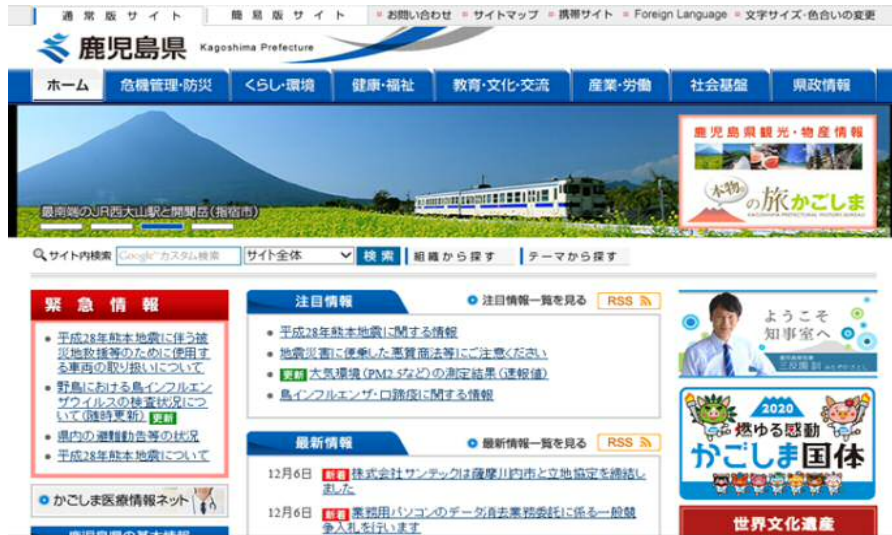 通常版サイト 簡易版サイト お問い合わせ サイトマップ 携帯サイト Foreign Language 文字サイズ・色合いの変更
鹿児島県 Kagoshima Prefecture
ホーム 危機管理・防災 くらし・環境 健康・福祉 教育・文化・交流 産業・労働 社会基盤 県政情報
鹿児島県観光・物産情報
本物。の旅かごしま
最南端のJR西大山駅と開聞岳(指宿市)
サイト内検索 Google カスタム検索 サイト全体 検索 組織から探す テーマから探す
緊急情報
平成28年熊本地震に伴う被
災地救援等のために使用す
る車両の取り扱いについて
野鳥における鳥インフルエン
ザウイルスの検査状況につ
いて(随時更新) 更新
県内の避難勧告等の状況
平成28年熊本地震について
かごしま医療情報ネット
鹿児島県の基本情報
注目情報 注目情報一覧を見る RSS
平成28年熊本地震に関する情報
地震災害に便乗した悪質商法等にご注意ください
更新 大気環境(PM2.5など)の測定結果(速報値)
鳥インフルエンザ・口蹄疫に関する情報
最新情報 最新情報一覧を見る RSS
12月6日 新着 株式会社サンテックは薩摩川内市と立地協定を締結し
ました
12月6日 新着 業務用パソコンのデータ消去業務委託に係る一般競
争入札を行います
ようこそ
知事室へ
三反園 訓
2020
燃ゆる感動
かごしま国体
世界文化遺産